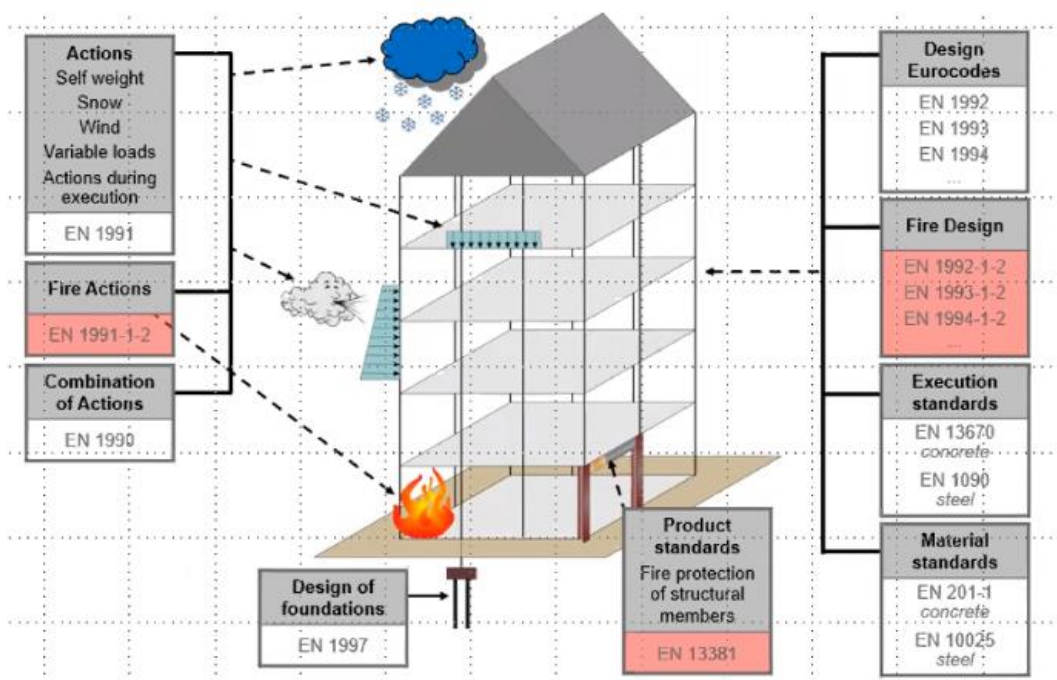 Actions
Self weight
Snow
Wind
Variable loads
Actions during
execution
EN 1991
Fire Actions
EN 1991-1-2
Combination
of Actions
EN 1990
Design of
foundations
EN 1997
Product
standards
Fire protection
of structural
members
EN 13381
Design
Eurocodes
EN 1992
EN 1993
EN 1994
...
Fire Design
EN 1992-1-2
EN 1993-1-2
EN 1994-1-2
...
Execution
standards
EN 13670
concrete
EN 1090
steel
Material
standards
EN 201-1
concrete
EN 10025
steel